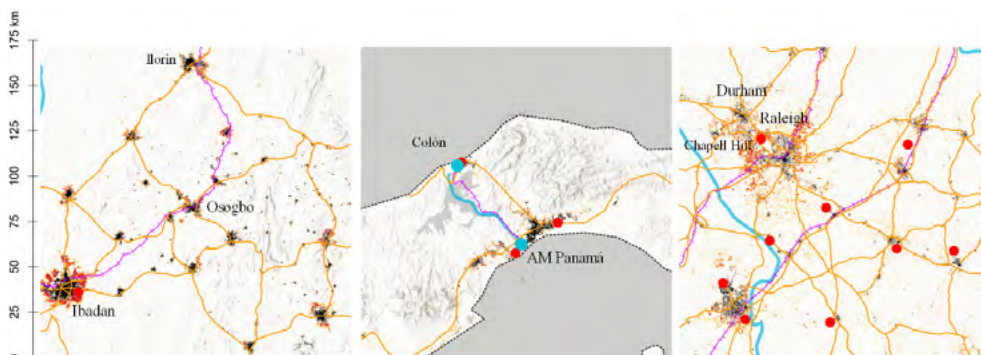 175 km
150
125
100
75
50
25
Ilorin
Osogbo
Ibadan
Colón
AM Panamá
Durham
Raleigh
Chapell Hill